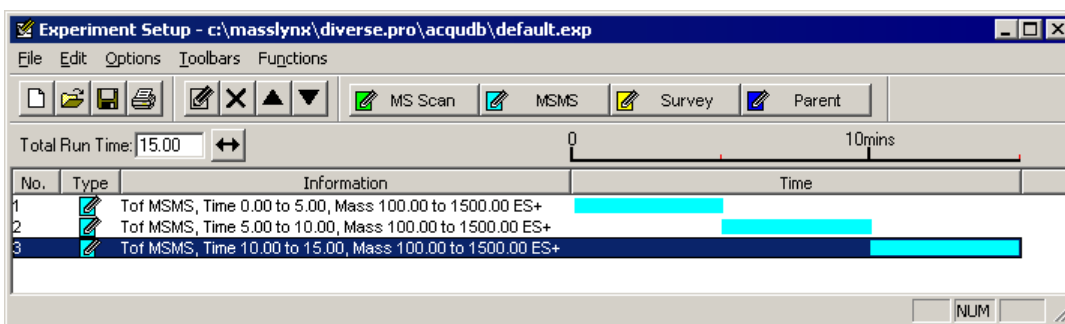 Experiment Setup - c:\masslynx\diverse.pro\acqudb\default.exp
File Edit Options Toolbars Functions
MS Scan MSMS Survey Parent
Total Run Time: 15.00 0 10mins
No. Type Information Time
1 Tof MSMS, Time 0.00 to 5.00, Mass 100.00 to 1500.00 ES+
2 Tof MSMS, Time 5.00 to 10.00, Mass 100.00 to 1500.00 ES+
3 Tof MSMS, Time 10.00 to 15.00, Mass 100.00 to 1500.00 ES+
NUM